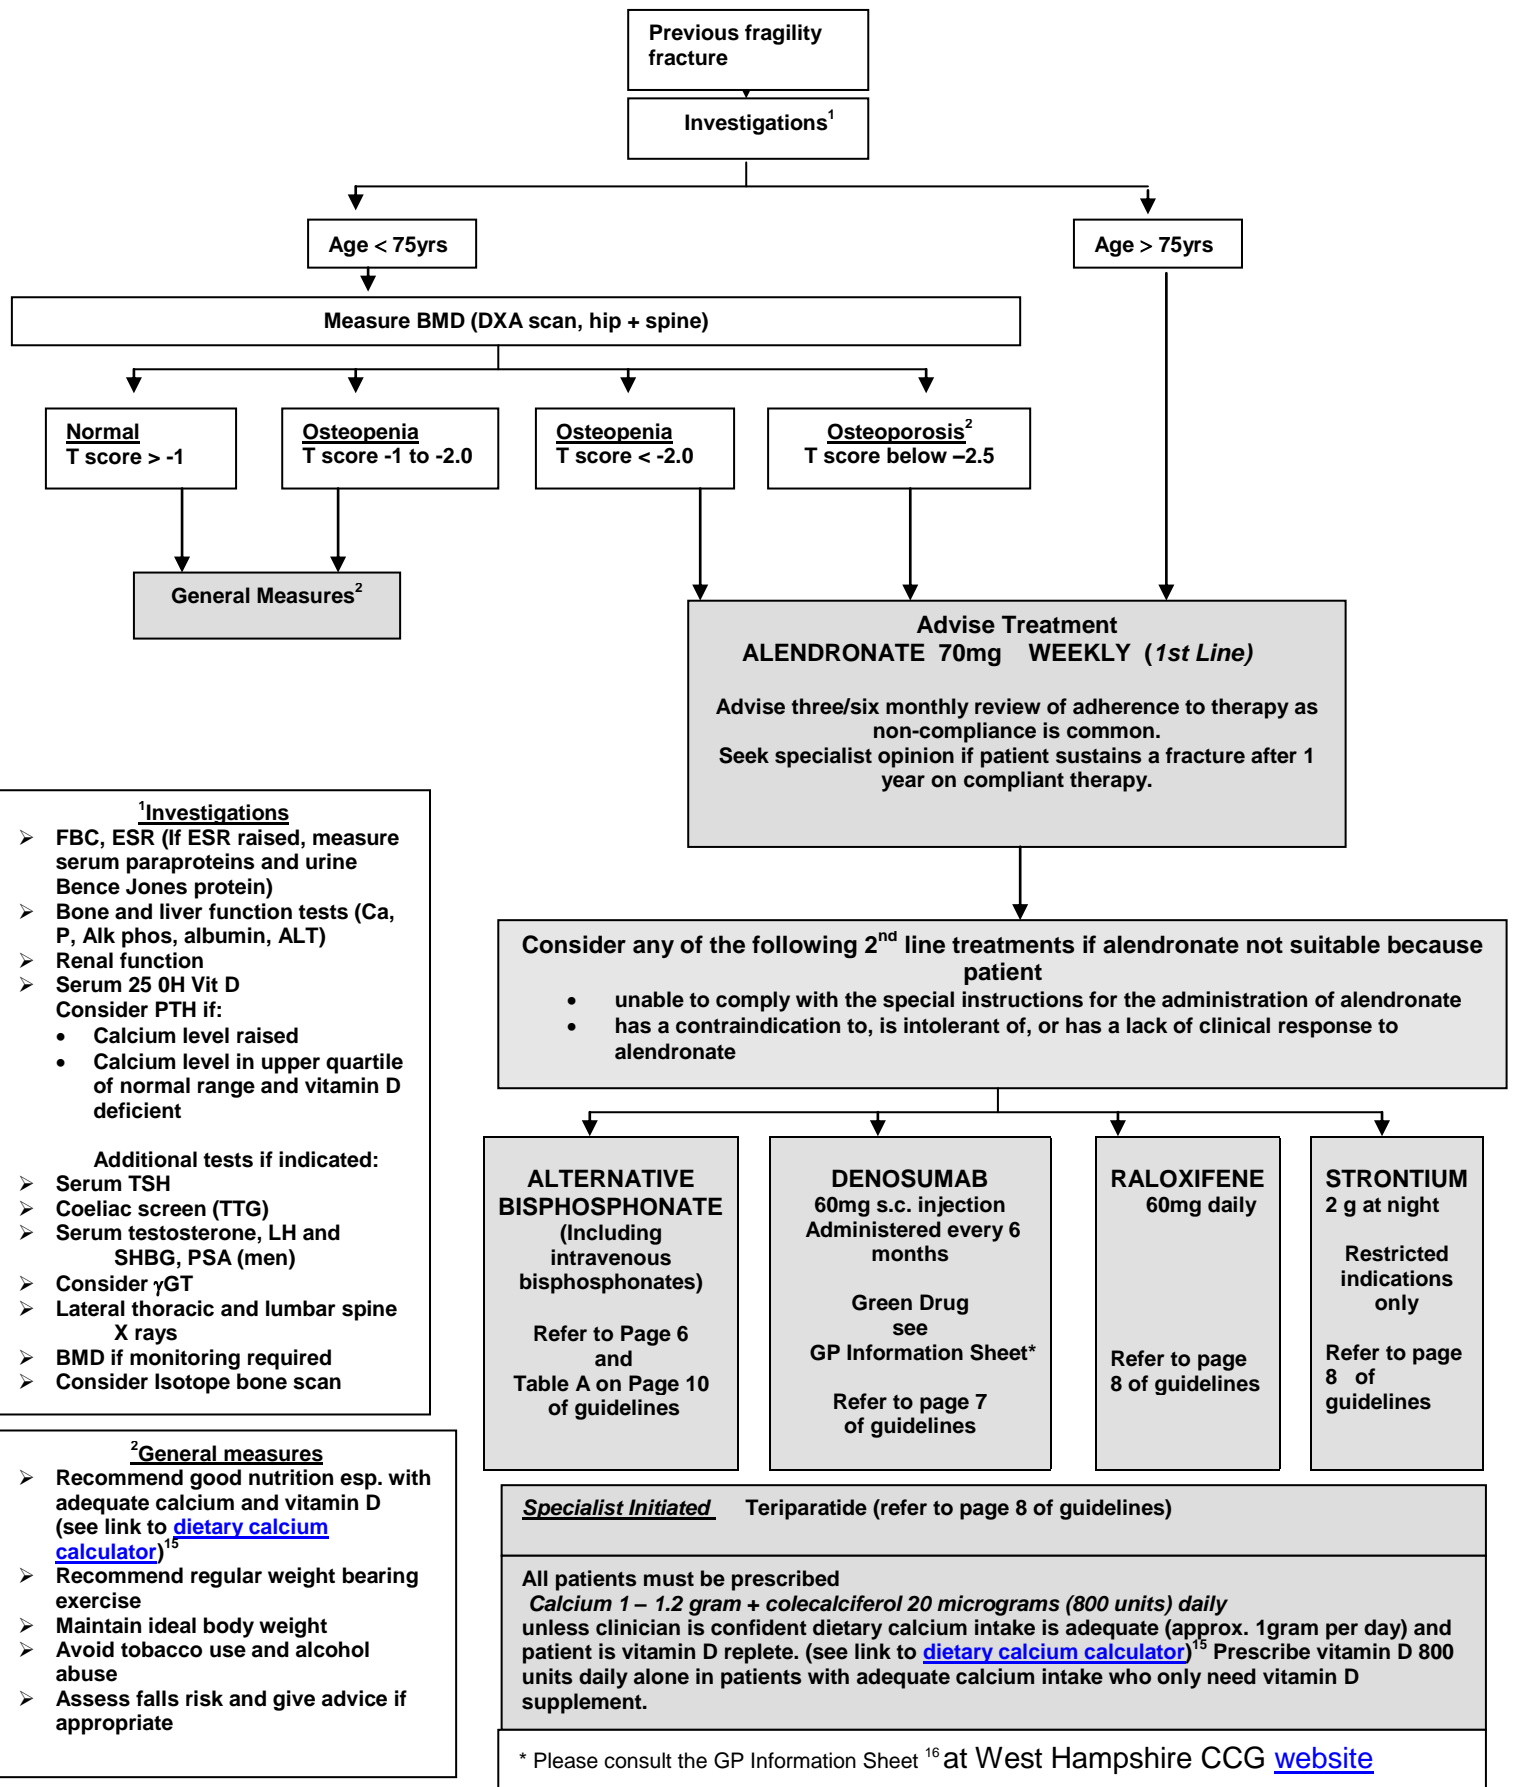 Previous fragility
fracture
Investigations1
Age < 75yrs
Age > 75yrs
Measure BMD (DXA scan, hip + spine)
Normal
T score > -1
Osteopenia
T score -1 to -2.0
Osteopenia
T score < -2.0
Osteoporosis2
T score below –2.5
General Measures2
Advise Treatment
ALENDRONATE 70mg WEEKLY (1st Line)
Advise three/six monthly review of adherence to therapy as
non-compliance is common.
Seek specialist opinion if patient sustains a fracture after 1
year on compliant therapy.
1Investigations
➢ FBC, ESR (If ESR raised, measure
serum paraproteins and urine
Bence Jones protein)
➢ Bone and liver function tests (Ca,
P, Alk phos, albumin, ALT)
➢ Renal function
➢ Serum 25 0H Vit D
Consider PTH if:
• Calcium level raised
• Calcium level in upper quartile
of normal range and vitamin D
deficient
Additional tests if indicated:
➢ Serum TSH
➢ Coeliac screen (TTG)
➢ Serum testosterone, LH and
SHBG, PSA (men)
➢ Consider γGT
➢ Lateral thoracic and lumbar spine
X rays
➢ BMD if monitoring required
➢ Consider Isotope bone scan
2General measures
➢ Recommend good nutrition esp. with
adequate calcium and vitamin D
(see link to dietary calcium
calculator)15
➢ Recommend regular weight bearing
exercise
➢ Maintain ideal body weight
➢ Avoid tobacco use and alcohol
abuse
➢ Assess falls risk and give advice if
appropriate
Consider any of the following 2nd line treatments if alendronate not suitable because
patient
• unable to comply with the special instructions for the administration of alendronate
• has a contraindication to, is intolerant of, or has a lack of clinical response to
alendronate
ALTERNATIVE
BISPHOSPHONATE
(Including
intravenous
bisphosphonates)
Refer to Page 6
and
Table A on Page 10
of guidelines
DENOSUMAB
60mg s.c. injection
Administered every 6
months
Green Drug
see
GP Information Sheet*
Refer to page 7
of guidelines
RALOXIFENE
60mg daily
Refer to page
8 of guidelines
STRONTIUM
2 g at night
Restricted
indications
only
Refer to page
8 of
guidelines
Specialist Initiated Teriparatide (refer to page 8 of guidelines)
All patients must be prescribed
Calcium 1 – 1.2 gram + colecalciferol 20 micrograms (800 units) daily
unless clinician is confident dietary calcium intake is adequate (approx. 1gram per day) and
patient is vitamin D replete. (see link to dietary calcium calculator)15 Prescribe vitamin D 800
units daily alone in patients with adequate calcium intake who only need vitamin D
supplement.
* Please consult the GP Information Sheet 16 at West Hampshire CCG website